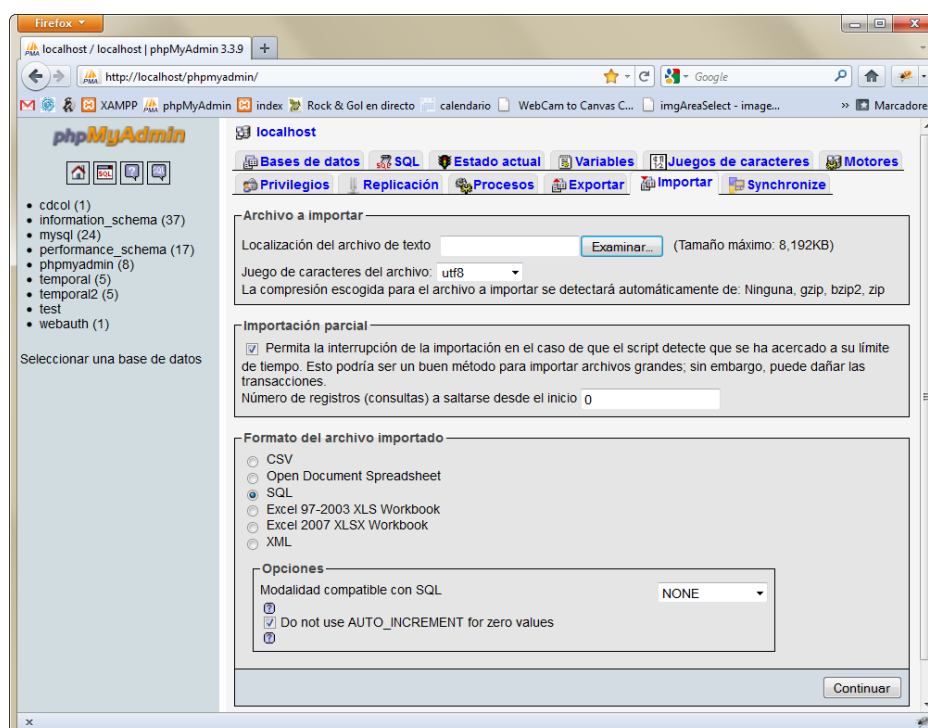 Firefox
localhost / localhost | phpMyAdmin 3.3.9
http://localhost/phpmyadmin/
Google
XAMPP phpMyAdmin index Rock & Gol en directo calendario WebCam to Canvas C... imgAreaSelect - image... » Marcadore
phpMyAdmin
cdcol (1)
information_schema (37)
mysql (24)
performance_schema (17)
phpmyadmin (8)
temporal (5)
temporal2 (5)
test
webauth (1)
Seleccionar una base de datos
localhost
Bases de datos SQL Estado actual Variables Juegos de caracteres Motores
Privilegios Replicación Procesos Exportar Importar Synchronize
Archivo a importar
Localización del archivo de texto Examinar... (Tamaño máximo: 8,192KB)
Juego de caracteres del archivo: utf8
La compresión escogida para el archivo a importar se detectará automáticamente de: Ninguna, gzip, bzip2, zip
Importación parcial
Permita la interrupción de la importación en el caso de que el script detecte que se ha acercado a su límite
de tiempo. Esto podría ser un buen método para importar archivos grandes; sin embargo, puede dañar las
transacciones.
Número de registros (consultas) a saltarse desde el inicio 0
Formato del archivo importado
CSV
Open Document Spreadsheet
SQL
Excel 97-2003 XLS Workbook
Excel 2007 XLSX Workbook
XML
Opciones
Modalidad compatible con SQL NONE
Do not use AUTO_INCREMENT for zero values
Continuar